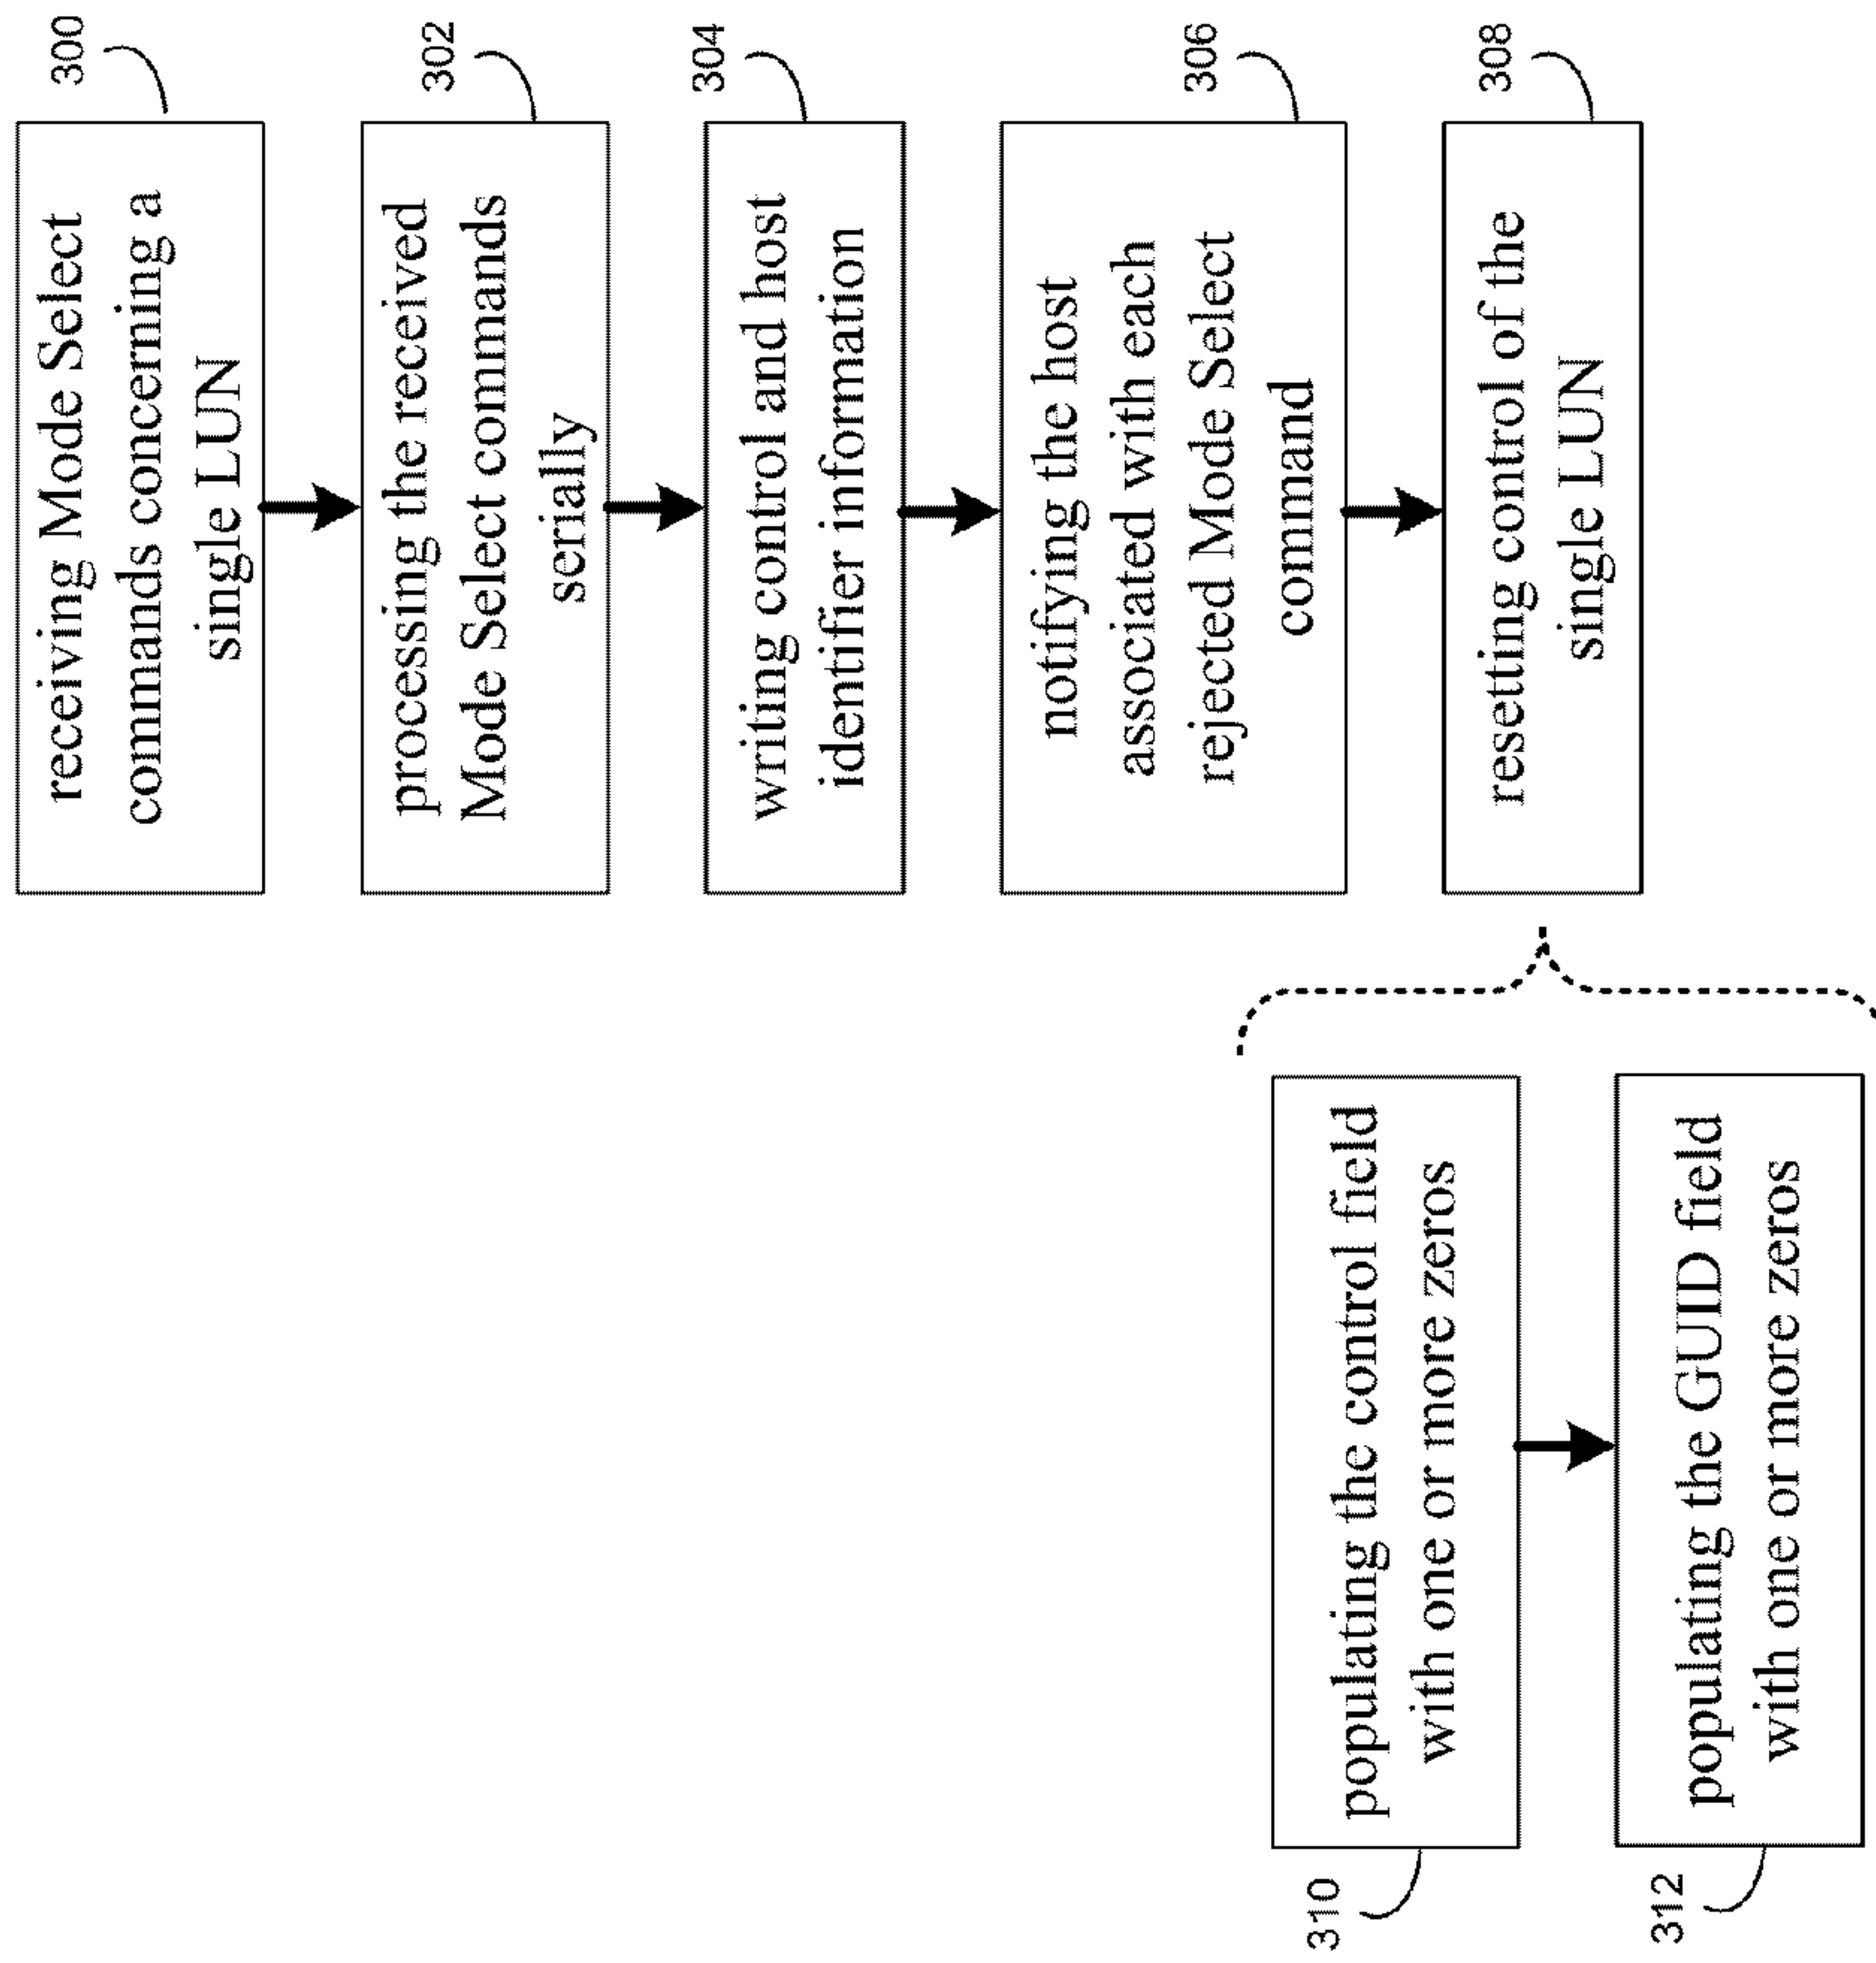 receiving Mode Select
commands concerning a
single LUN
300
processing the received
Mode Select commands
serially
302
writing control and host
identifier information
304
notifying the host
associated with each
rejected Mode Select
command
306
resetting control of the
single LUN
308
populating the control field
with one or more zeros
310
populating the GUID field
with one or more zeros
312